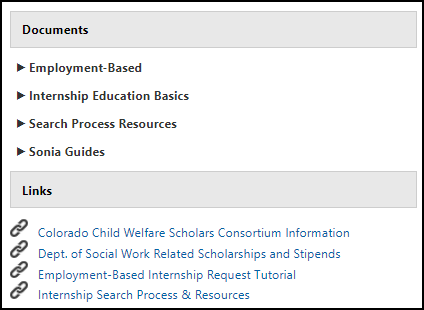 Documents
Employment-Based
Internship Education Basics
Search Process Resources
Sonia Guides
Links
Colorado Child Welfare Scholars Consortium Information
Dept. of Social Work Related Scholarships and Stipends
Employment-Based Internship Request Tutorial
Internship Search Process & Resources